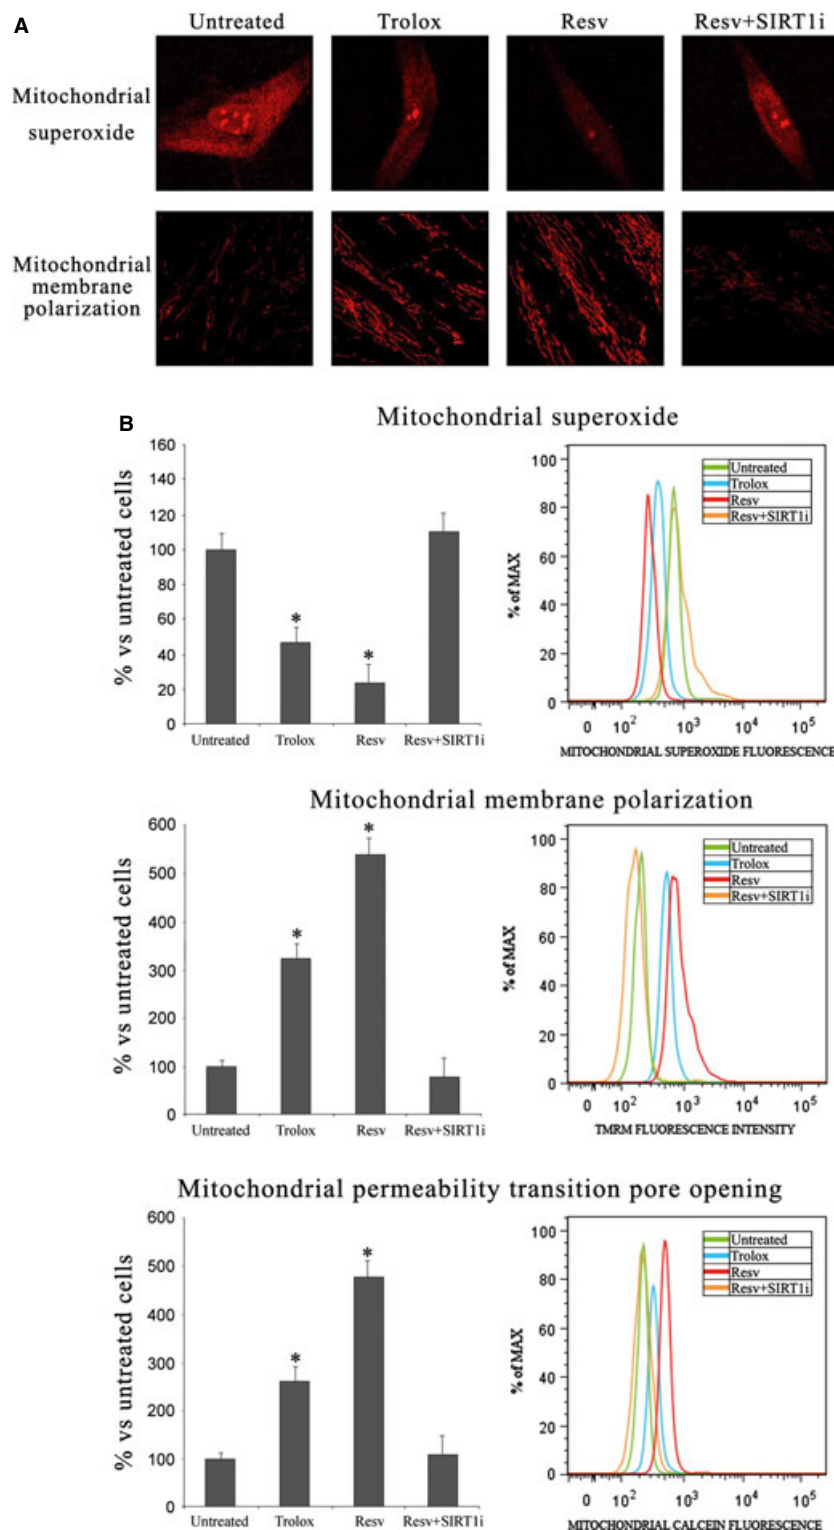 A
Untreated Trolox Resv Resv+SIRT1i
Mitochondrial
superoxide
Mitochondrial
membrane
polarization
B
Mitochondrial superoxide
% vs untreated cells
160
140
120
100
80
60
40
20
0
* *
Untreated Trolox Resv Resv+SIRT1i
% of MAX
100
80
60
40
20
0
Untreated
Trolox
Resv
Resv+SIRT1i
0 10² 10³ 10⁴ 10⁵
MITOCHONDRIAL SUPEROXIDE FLUORESCENCE
Mitochondrial membrane polarization
% vs untreated cells
600
500
400
300
200
100
0
* *
Untreated Trolox Resv Resv+SIRT1i
% of MAX
100
80
60
40
20
0
Untreated
Trolox
Resv
Resv+SIRT1i
0 10² 10³ 10⁴ 10⁵
TMRM FLUORESCENCE INTENSITY
Mitochondrial permeability transition pore opening
% vs untreated cells
600
500
400
300
200
100
0
* *
Untreated Trolox Resv Resv+SIRT1i
% of MAX
100
80
60
40
20
0
Untreated
Trolox
Resv
Resv+SIRT1i
0 10² 10³ 10⁴ 10⁵
MITOCHONDRIAL CALCEIN FLUORESCENCE